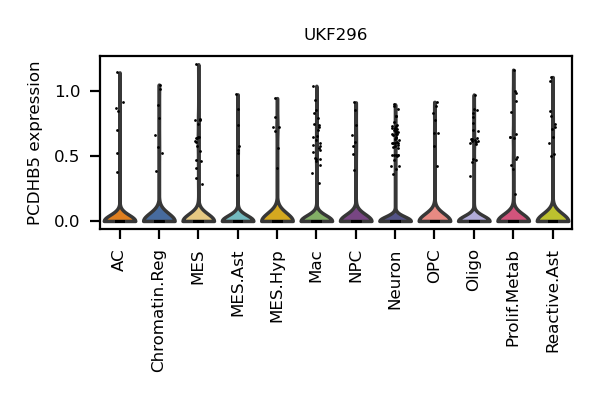 UKF296
PCDHB5 expression
1.0
0.5
0.0
AC
Chromatin.Reg
MES
MES.Ast
MES.Hyp
Mac
NPC
Neuron
OPC
Oligo
Prolif.Metab
Reactive.Ast